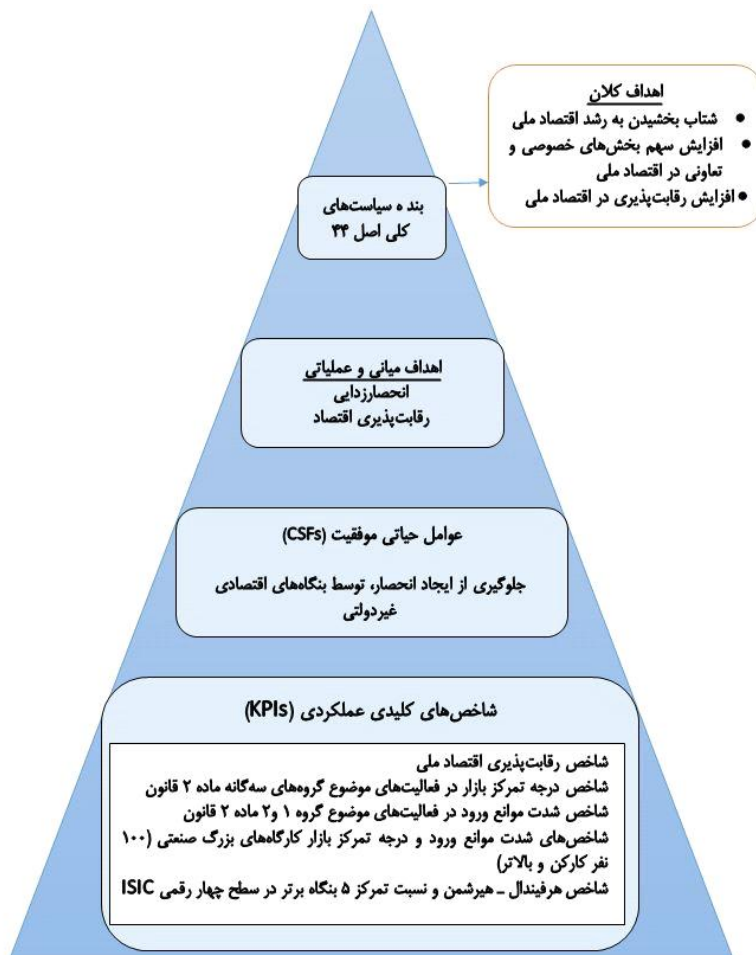 اهداف کلان
● شتاب بخشیدن به رشد اقتصاد ملی
● افزایش سهم بخش‌های خصوصی و
تعاونی در اقتصاد ملی
● افزایش رقابت‌پذیری در اقتصاد ملی
بند ه سیاست‌های
کلی اصل ۴۴
اهداف میانی و عملیاتی
انحصارزدایی
رقابت‌پذیری اقتصاد
عوامل حیاتی موفقیت (CSFs)
جلوگیری از ایجاد انحصار، توسط بنگاه‌های اقتصادی
غیردولتی
شاخص‌های کلیدی عملکردی (KPIs)
شاخص رقابت‌پذیری اقتصاد ملی
شاخص درجه تمرکز بازار در فعالیت‌های موضوع گروه‌های سه‌گانه ماده ۲ قانون
شاخص شدت موانع ورود در فعالیت‌های موضوع گروه ۱ و۲ ماده ۲ قانون
شاخص‌های شدت موانع ورود و درجه تمرکز بازار کارگاه‌های بزرگ صنعتی (۱۰۰
نفر کارکن و بالاتر)
شاخص هرفیندال ـ هیرشمن و نسبت تمرکز ۵ بنگاه برتر در سطح چهار رقمی ISIC